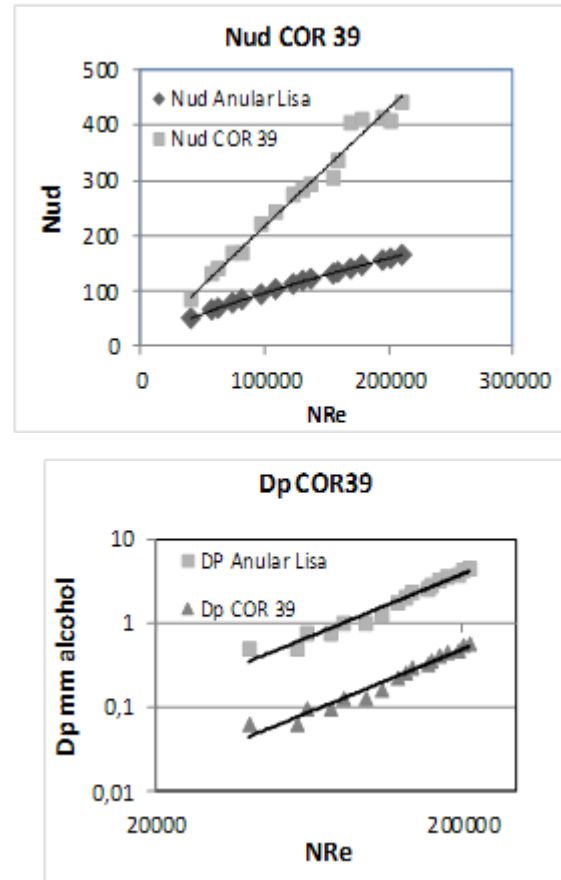 Nud COR 39
500
400
300
200
100
0
Nud
Nud Anular Lisa
Nud COR 39
0 100000 200000 300000
NRe
Dp COR39
10
1
0,1
0,01
Dp mm alcohol
DP Anular Lisa
Dp COR 39
20000 200000
NRe